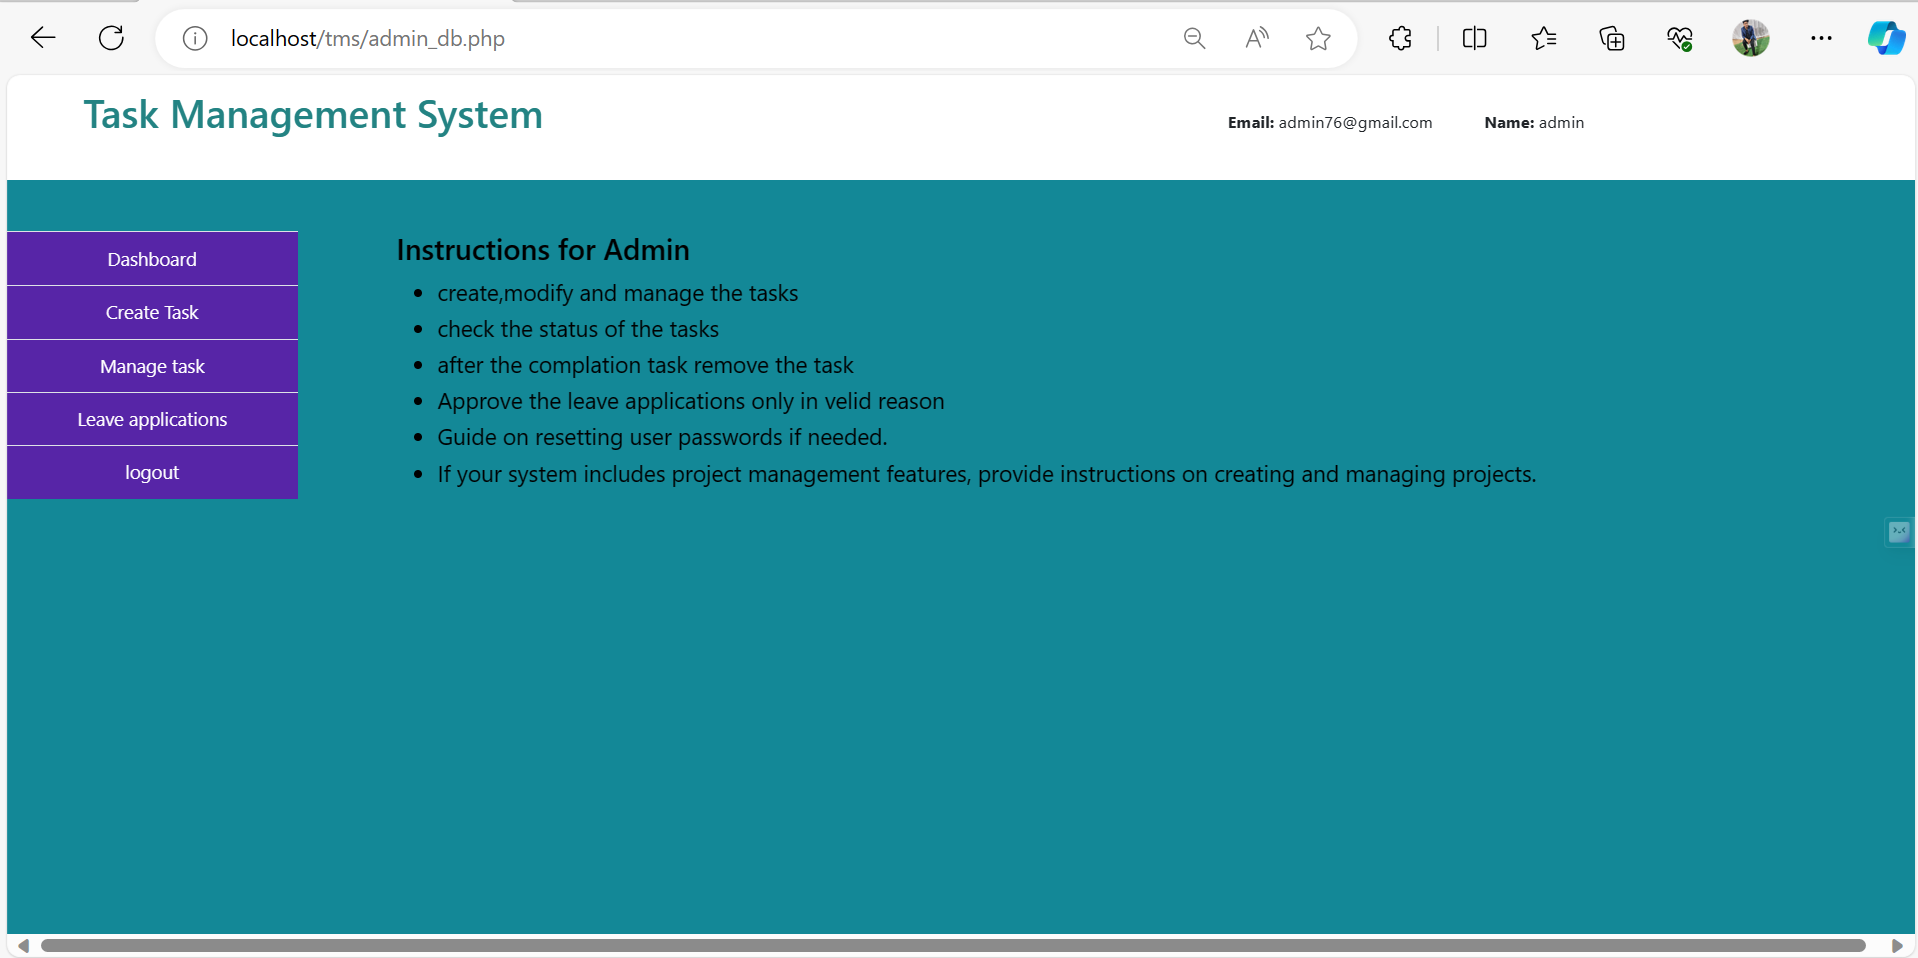 localhost/tms/admin_db.php
Task Management System
Email: admin76@gmail.com Name: admin
Dashboard
Create Task
Manage task
Leave applications
logout
Instructions for Admin
create,modify and manage the tasks
check the status of the tasks
after the complation task remove the task
Approve the leave applications only in velid reason
Guide on resetting user passwords if needed.
If your system includes project management features, provide instructions on creating and managing projects.